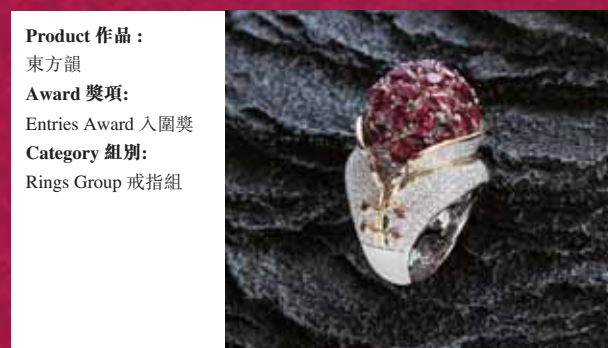 Product 作品 :
東方韻
Award 獎項:
Entries Award 入圍獎
Category 組別:
Rings Group 戒指組